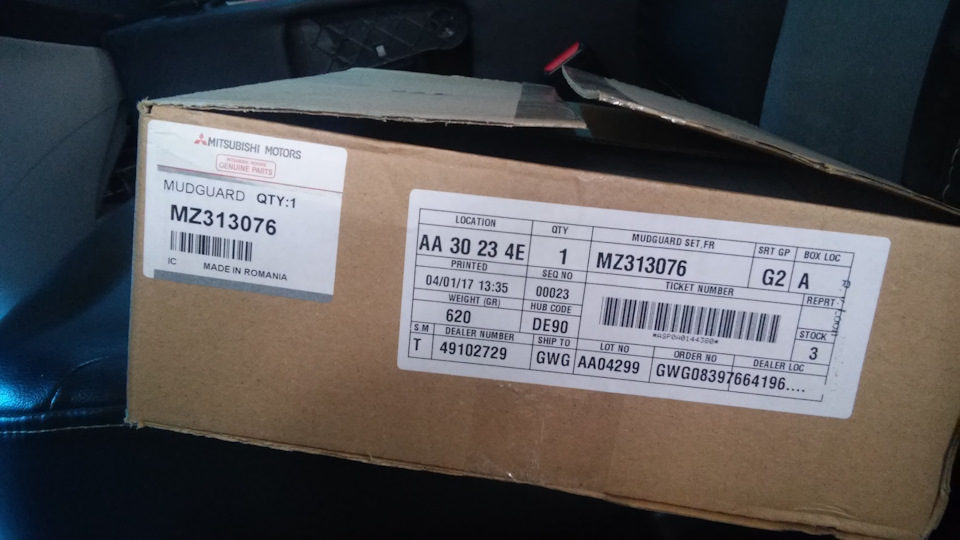 MITSUBISHI MOTORS
MITSUBISHI MOTORS
GENUINE PARTS
MUDGUARD QTY:1
MZ313076
IC MADE IN ROMANIA
LOCATION QTY MUDGUARD SET,FR SRT GP BOX LOC
AA 30 23 4E 1 MZ313076 G2 A
PRINTED SEQ NO TICKET NUMBER REPRT
04/01/17 13:35 00023
WEIGHT (GR) HUB CODE STOCK
620 DE90 *ASP0A0144380* 3
S.M DEALER NUMBER SHIP TO LOT NO ORDER NO DEALER LOC
T 49102729 GWG AA04299 GWG08397664196....